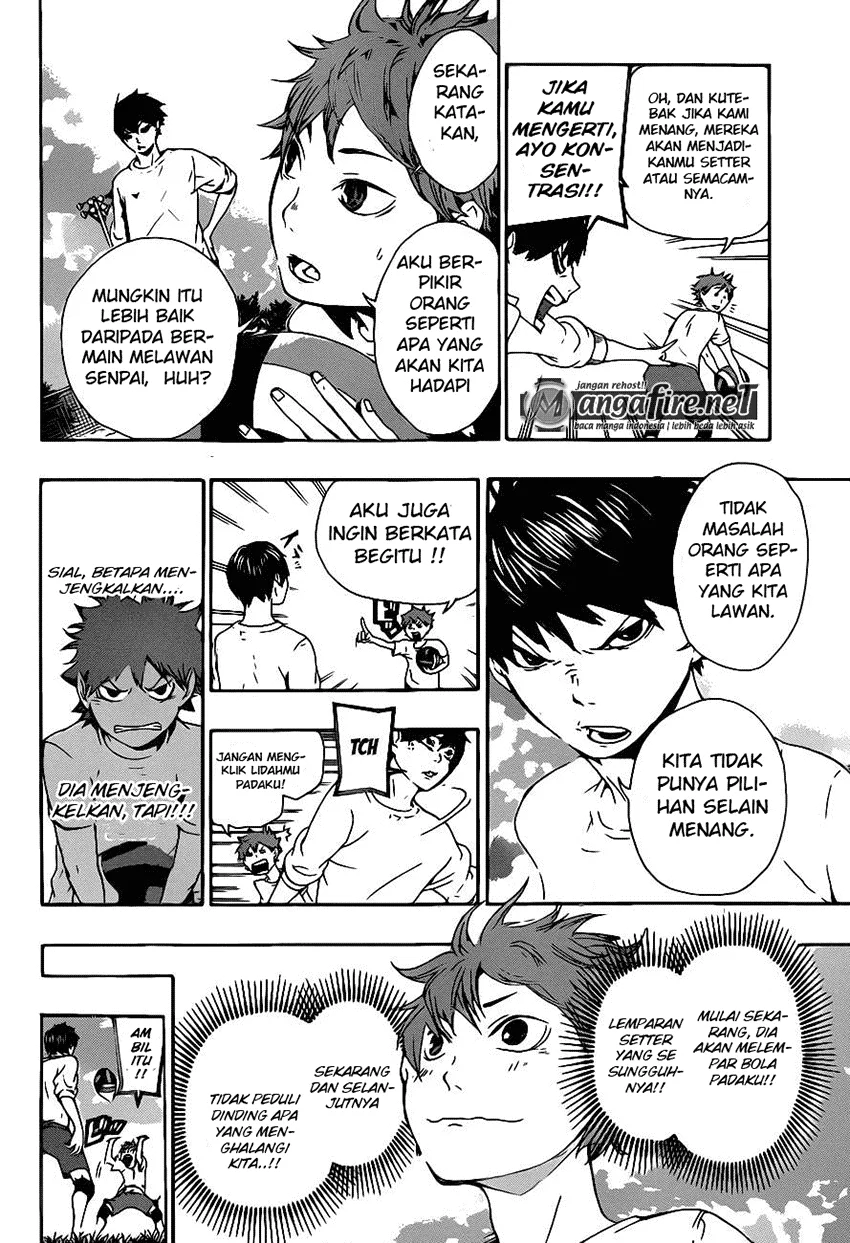 OH, DAN KUTE-
BAK JIKA KAMI
MENANG, MEREKA
AKAN MENJADI-
KANMU SETTER
ATAU SEMACAM-
NYA.
JIKA
KAMU
MENGERTI,
AYO KON-
SEN-
TRASI!!
jangan rehost!!
Mangafire.net
baca manga indonesia | lebih beda lebih asik
SEKA-
RANG
KATA-
KAN,
AKU BER-
PIKIR
ORANG
SEPERTI
APA YANG
AKAN KITA
HADAPI
MUNGKIN ITU
LEBIH BAIK
DARIPADA BER-
MAIN MELAWAN
SENPAI, HUH?
TIDAK
MASALAH
ORANG SEP-
ERTI APA
YANG KITA
LAWAN.
KITA TIDAK
PUNYA PILI-
HAN SELAIN
MENANG.
AKU JUGA
INGIN BERKATA
BEGITU !!
TCH
JANGAN MENG-
KLIK LIDAHMU
PADAKU!
SIAL, BETAPA MEN-
JENGKALKAN....
DIA MENJENG-
KELKAN, TAPI!!!
MULAI SEKA-
RANG, DIA
AKAN MELEM-
PAR BOLA
PADAKU!!
LEMPARAN
SETTER
YANG SE
SUNGGUH-
NYA!!
SEKARANG
DAN SELAN-
JUTNYA
TIDAK PEDULI
DINDING APA
YANG MEN-
GHALANGI
KITA..!!
AM
BIL
ITU
!!